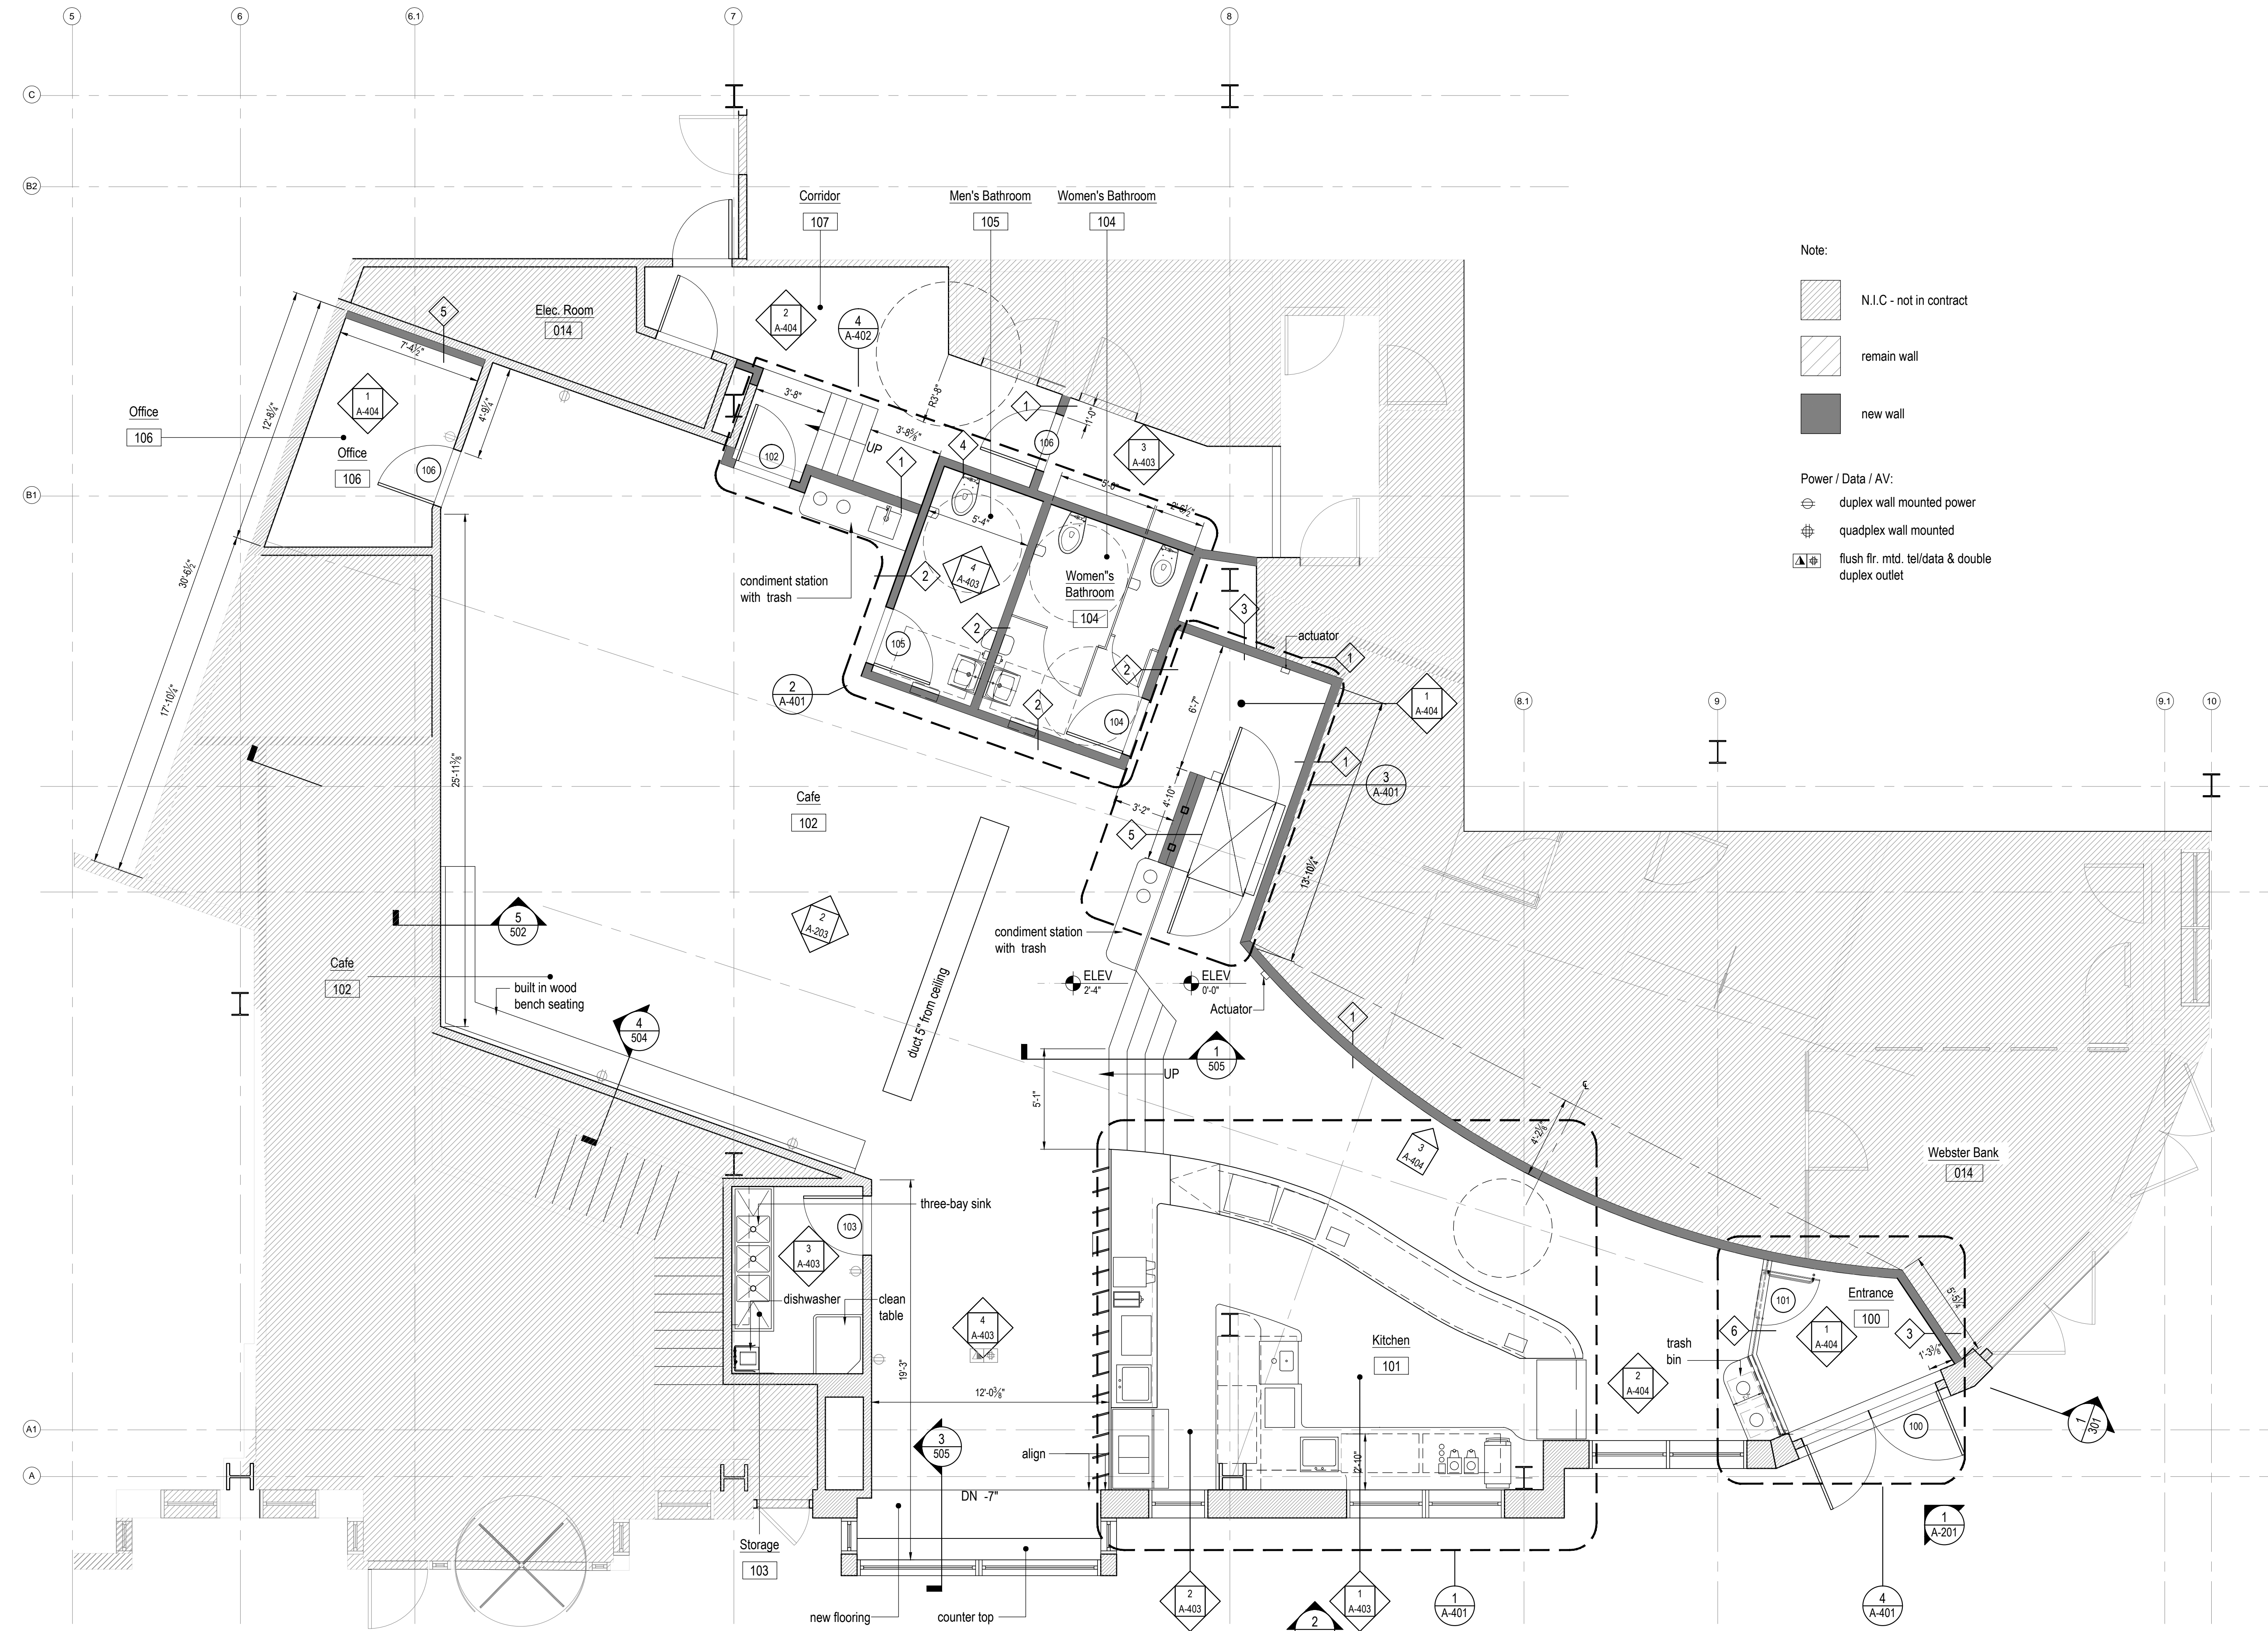 5
6
6.1
7
8
C
B2
Corridor
107
Men's Bathroom
105
Women's Bathroom
104
Note:
N.I.C - not in contract
remain wall
new wall
Power / Data / AV:
duplex wall mounted power
quadplex wall mounted
flush flr. mtd. tel/data & double
duplex outlet
5
Elec. Room
014
2
A-404
4
A-402
7'-4½"
12'-8¼"
1
A-404
4'-9¼"
3'-8"
R3'-8"
1
1'-0"
Office
106
Office
106
106
102
UP
3'-8⅝"
4
1
106
3
A-403
B1
5'-0"
2'-6½"
5'-4"
30'-6½"
condiment station
with trash
2
4
A-403
Women"s
Bathroom
104
3
2
105
actuator
1
2
2
A-401
2
104
6'-7"
1
A-404
8.1
9
9.1
10
17'-10¼"
25'-11⅜"
1
3
A-401
Cafe
102
4'-10"
3'-2"
5
13'-10¼"
5
502
2
A-203
condiment station
with trash
Cafe
102
built in wood
bench seating
duct 5" from ceiling
ELEV
2'-4"
ELEV
0'-0"
Actuator
4
504
1
1
505
UP
5'-1"
℄
4'-2⅛"
3
A-404
Webster Bank
014
three-bay sink
103
3
A-403
dishwasher
clean
table
4
A-403
19'-3"
12'-0⅜"
Kitchen
101
Entrance
100
101
5'-5¼"
6
1
A-404
3
1'-3⅜"
trash
bin
2
A-404
A1
3
505
align
2'-10"
100
1
301
A
DN -7"
Storage
103
1
A-201
new flooring
counter top
2
A-403
2
1
A-403
1
A-401
4
A-401